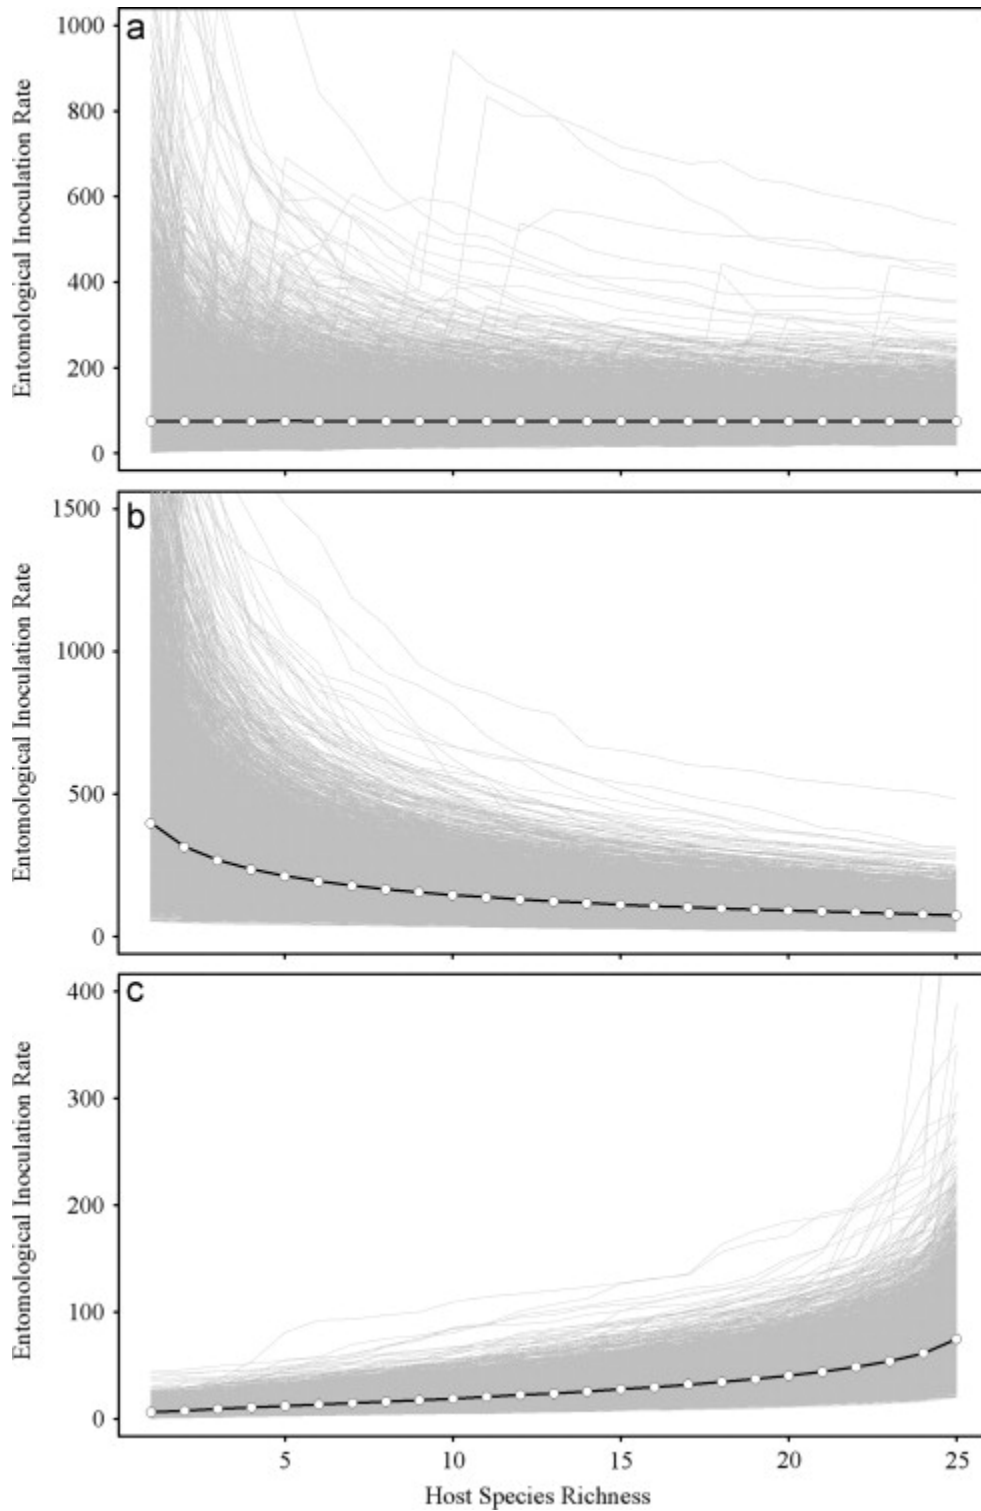 a
1000
800
600
400
200
0
Entomological Inoculation Rate
b
1500
1000
500
0
Entomological Inoculation Rate
c
400
300
200
100
0
Entomological Inoculation Rate
5 10 15 20 25
Host Species Richness